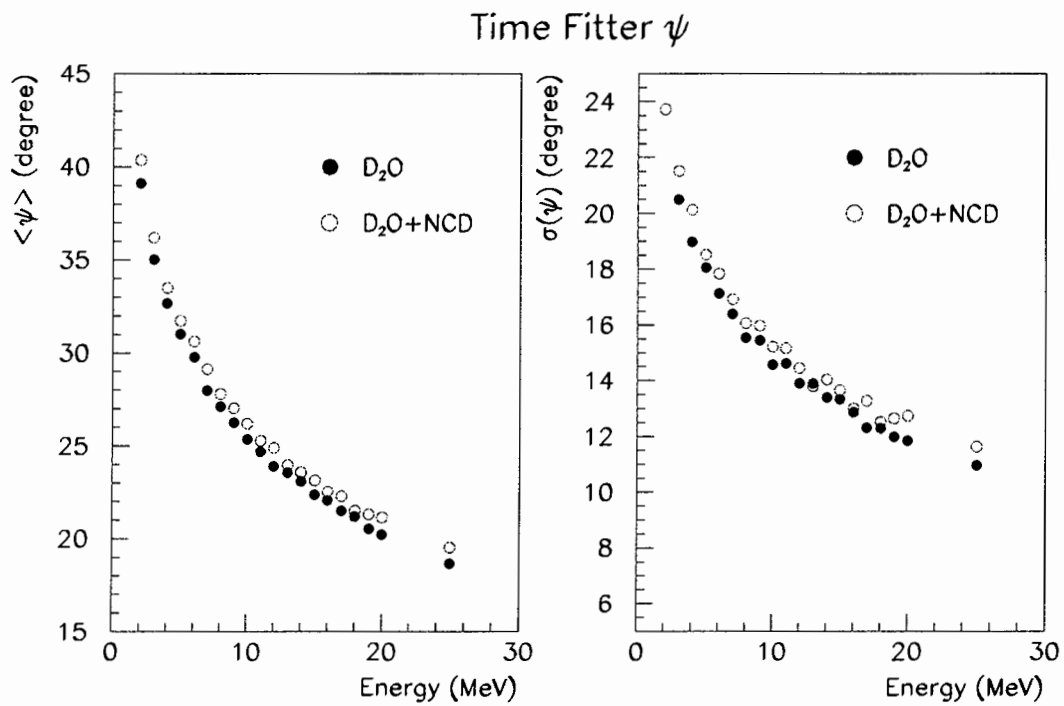 Time Fitter ψ
<ψ> (degree)
45
40
35
30
25
20
15
D₂O
D₂O+NCD
0
10
20
30
Energy (MeV)
σ(ψ) (degree)
24
22
20
18
16
14
12
10
8
6
D₂O
D₂O+NCD
0
10
20
30
Energy (MeV)